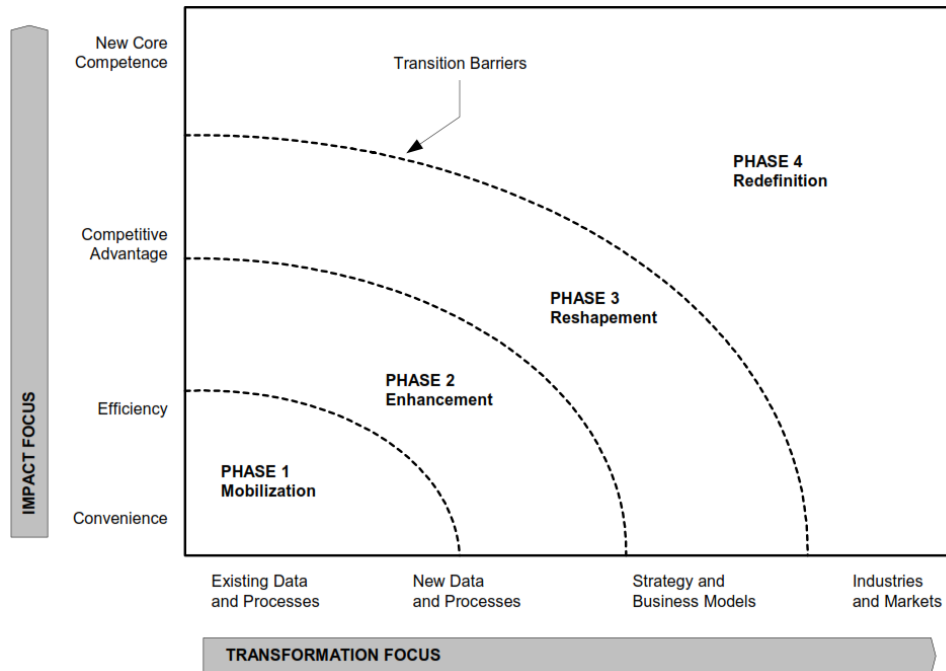 New Core
Competence
Transition Barriers
PHASE 4
Redefinition
Competitive
Advantage
PHASE 3
Reshapement
PHASE 2
Enhancement
Efficiency
PHASE 1
Mobilization
Convenience
IMPACT FOCUS
Existing Data
and Processes
New Data
and Processes
Strategy and
Business Models
Industries
and Markets
TRANSFORMATION FOCUS